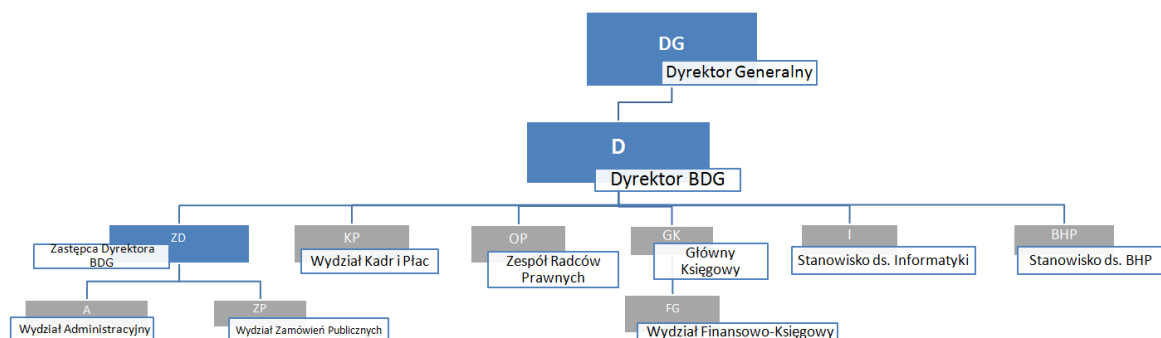 DG
Dyrektor Generalny
D
Dyrektor BDG
ZD
Zastępca Dyrektora
BDG
KP
Wydział Kadr i Płac
OP
Zespół Radców
Prawnych
GK
Główny
Księgowy
I
Stanowisko ds. Informatyki
BHP
Stanowisko ds. BHP
A
Wydział Administracyjny
ZP
Wydział Zamówień Publicznych
FG
Wydział Finansowo-Księgowy